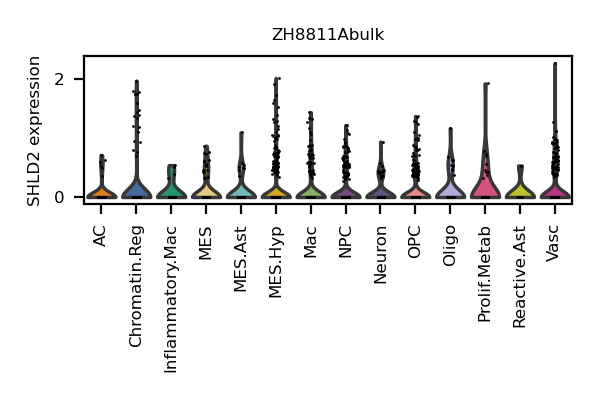 ZH8811Abulk
SHLD2 expression
2
0
AC
Chromatin.Reg
Inflammatory.Mac
MES
MES.Ast
MES.Hyp
Mac
NPC
Neuron
OPC
Oligo
Prolif.Metab
Reactive.Ast
Vasc